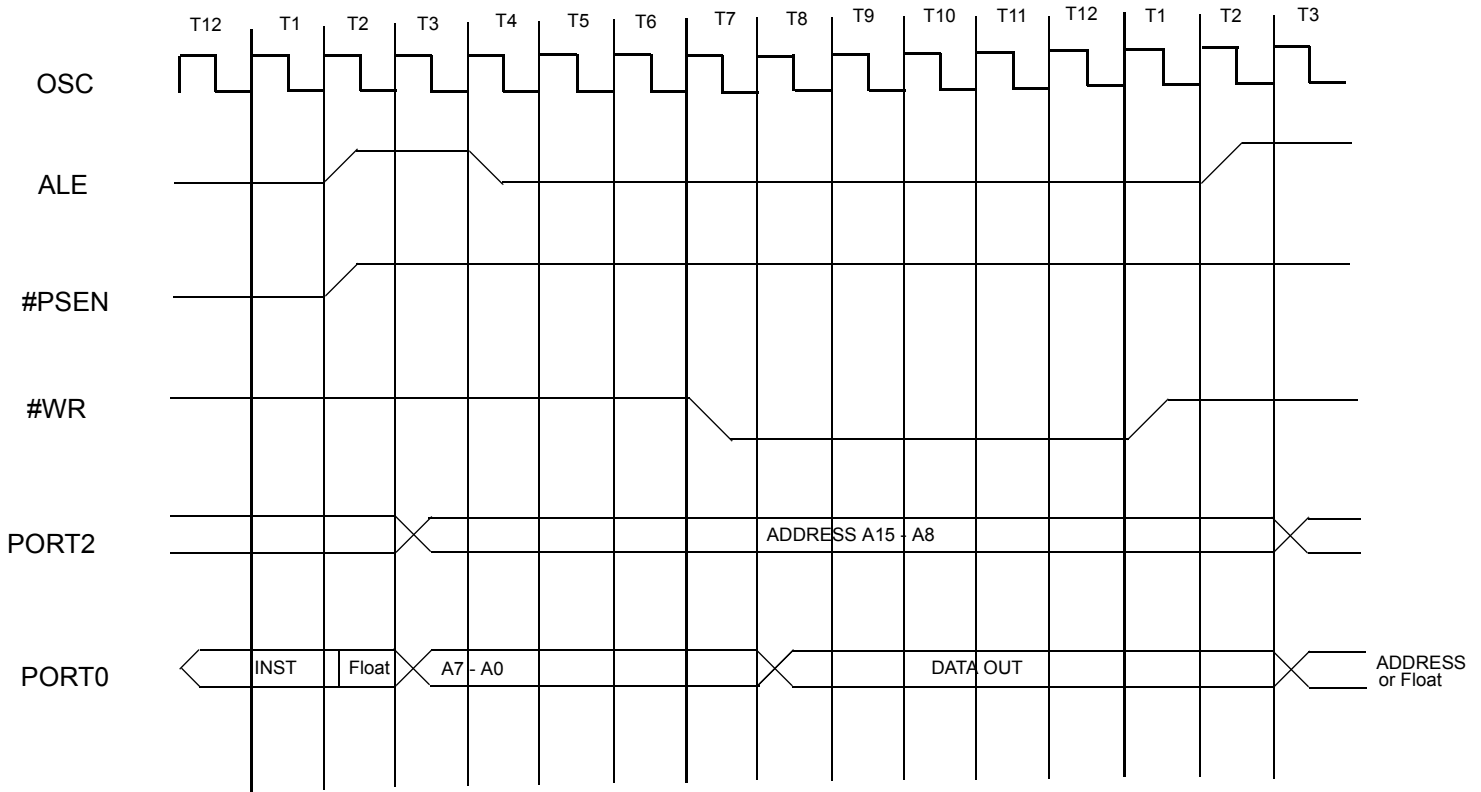 T12 T1 T2 T3 T4 T5 T6 T7 T8 T9 T10 T11 T12 T1 T2 T3
OSC
ALE
#PSEN
#WR
PORT2
ADDRESS A15 - A8
PORT0
INST
Float
A7 - A0
DATA OUT
ADDRESS
or Float